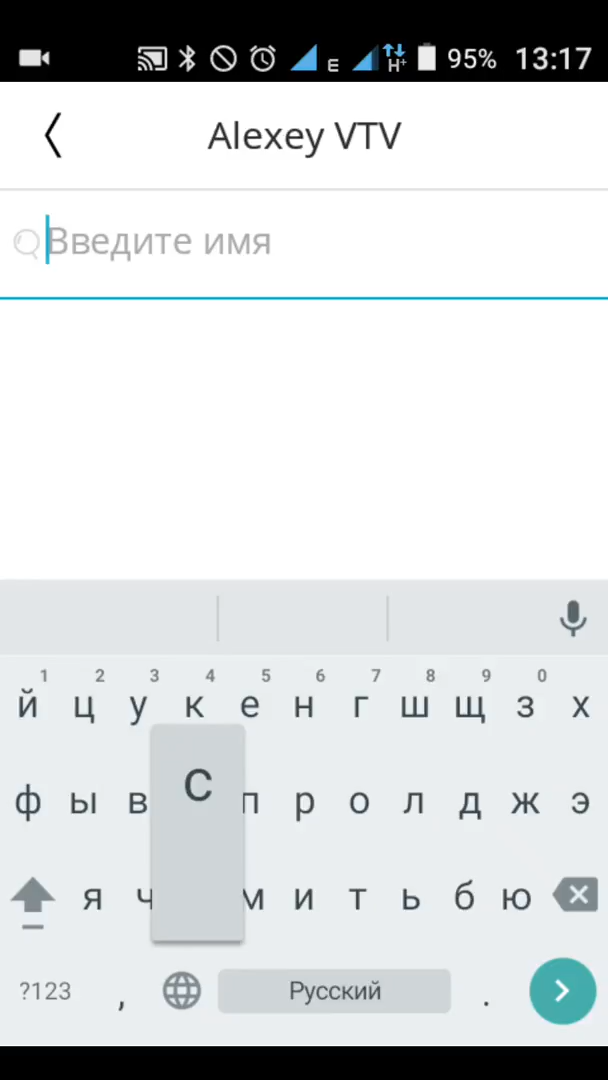 E H+ 95% 13:17
Alexey VTV
Введите имя
1 2 3 4 5 6 7 8 9 0
й ц у к е н г ш щ з х
ф ы в п р о л д ж э
с
я ч м и т ь б ю
?123 , Русский .